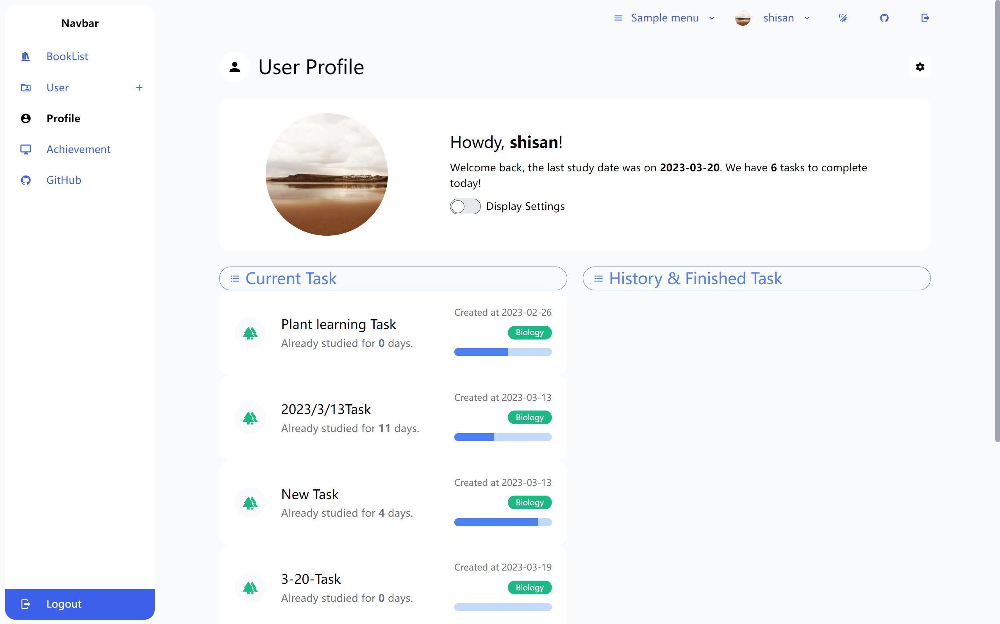 Navbar
BookList
User
Profile
Achievement
GitHub
Logout
Sample menu
shisan
User Profile
Howdy, shisan!
Welcome back, the last study date was on 2023-03-20. We have 6 tasks to complete
today!
Display Settings
Current Task
Plant learning Task
Already studied for 0 days.
Created at 2023-02-26
Biology
2023/3/13Task
Already studied for 11 days.
Created at 2023-03-13
Biology
New Task
Already studied for 4 days.
Created at 2023-03-13
Biology
3-20-Task
Already studied for 0 days.
Created at 2023-03-19
Biology
History & Finished Task